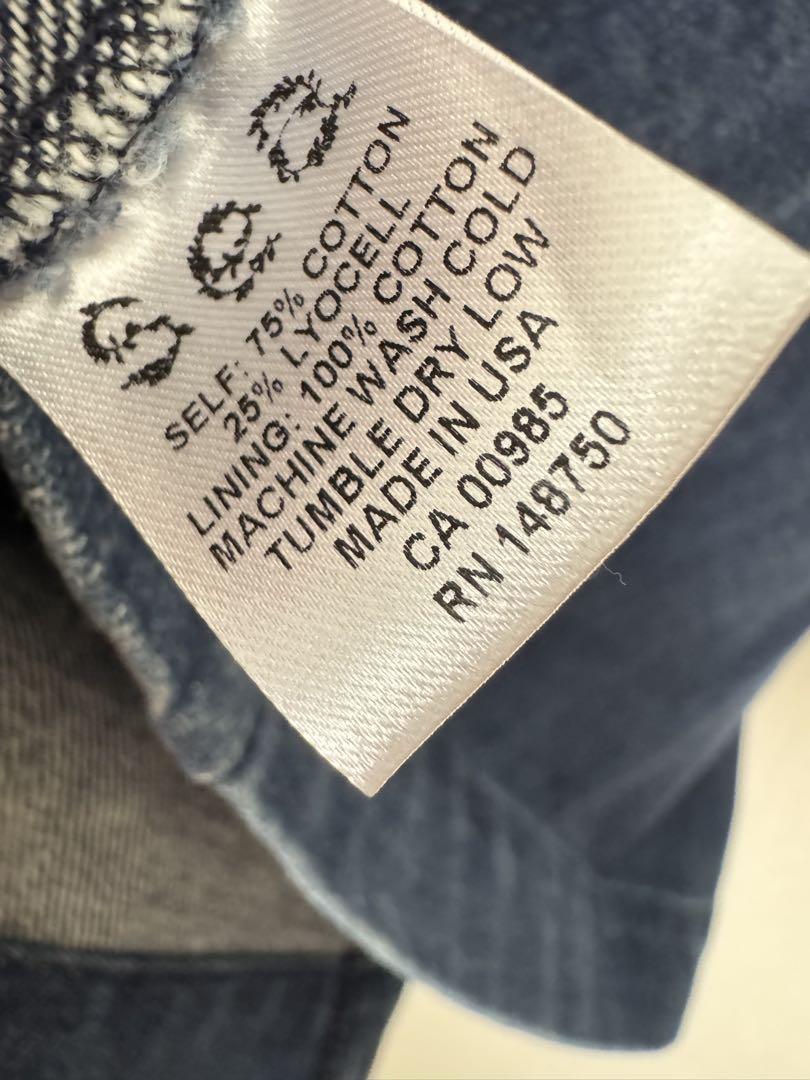 SELF: 75% COTTON
25% LYOCELL
LINING: 100% COTTON
MACHINE WASH COLD
TUMBLE DRY LOW
MADE IN USA
CA 00985
RN 148750